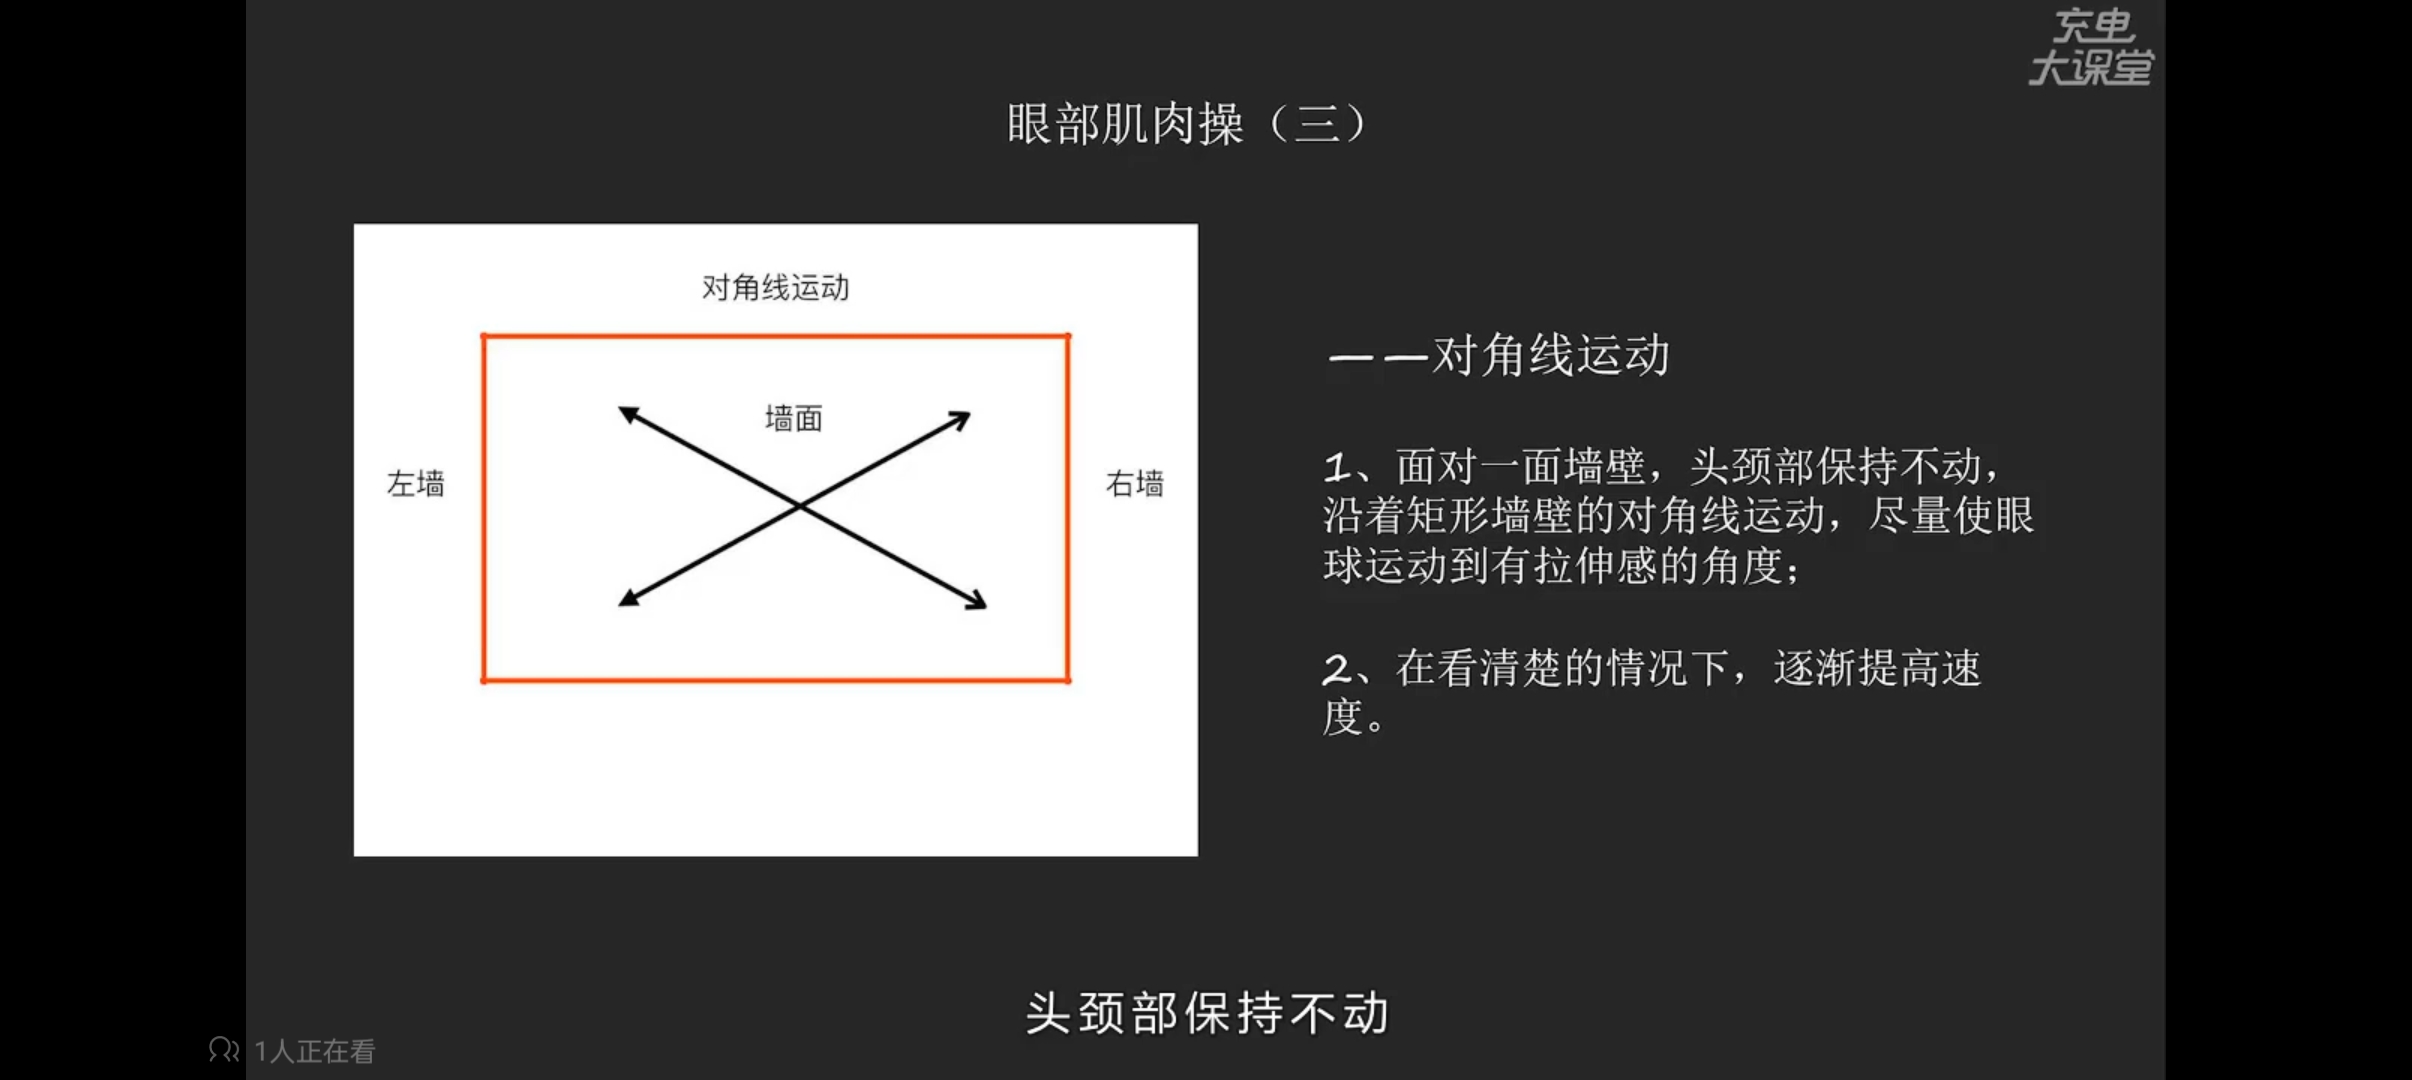 充电
大课堂
眼部肌肉操（三）
对角线运动
墙面
左墙
右墙
——对角线运动
1、面对一面墙壁，头颈部保持不动，
沿着矩形墙壁的对角线运动，尽量使眼
球运动到有拉伸感的角度；
2、在看清楚的情况下，逐渐提高速
度。
头颈部保持不动
1人正在看